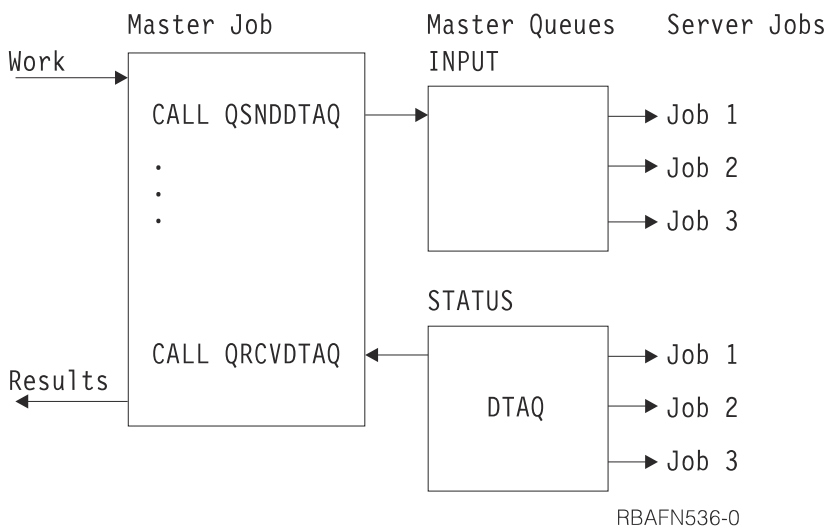 Master Job
Master Queues
Server Jobs
Work
INPUT
CALL QSNDDTAQ
.
.
.
Job 1
Job 2
Job 3
STATUS
CALL QRCVDTAQ
Results
DTAQ
Job 1
Job 2
Job 3
RBAFN536-0